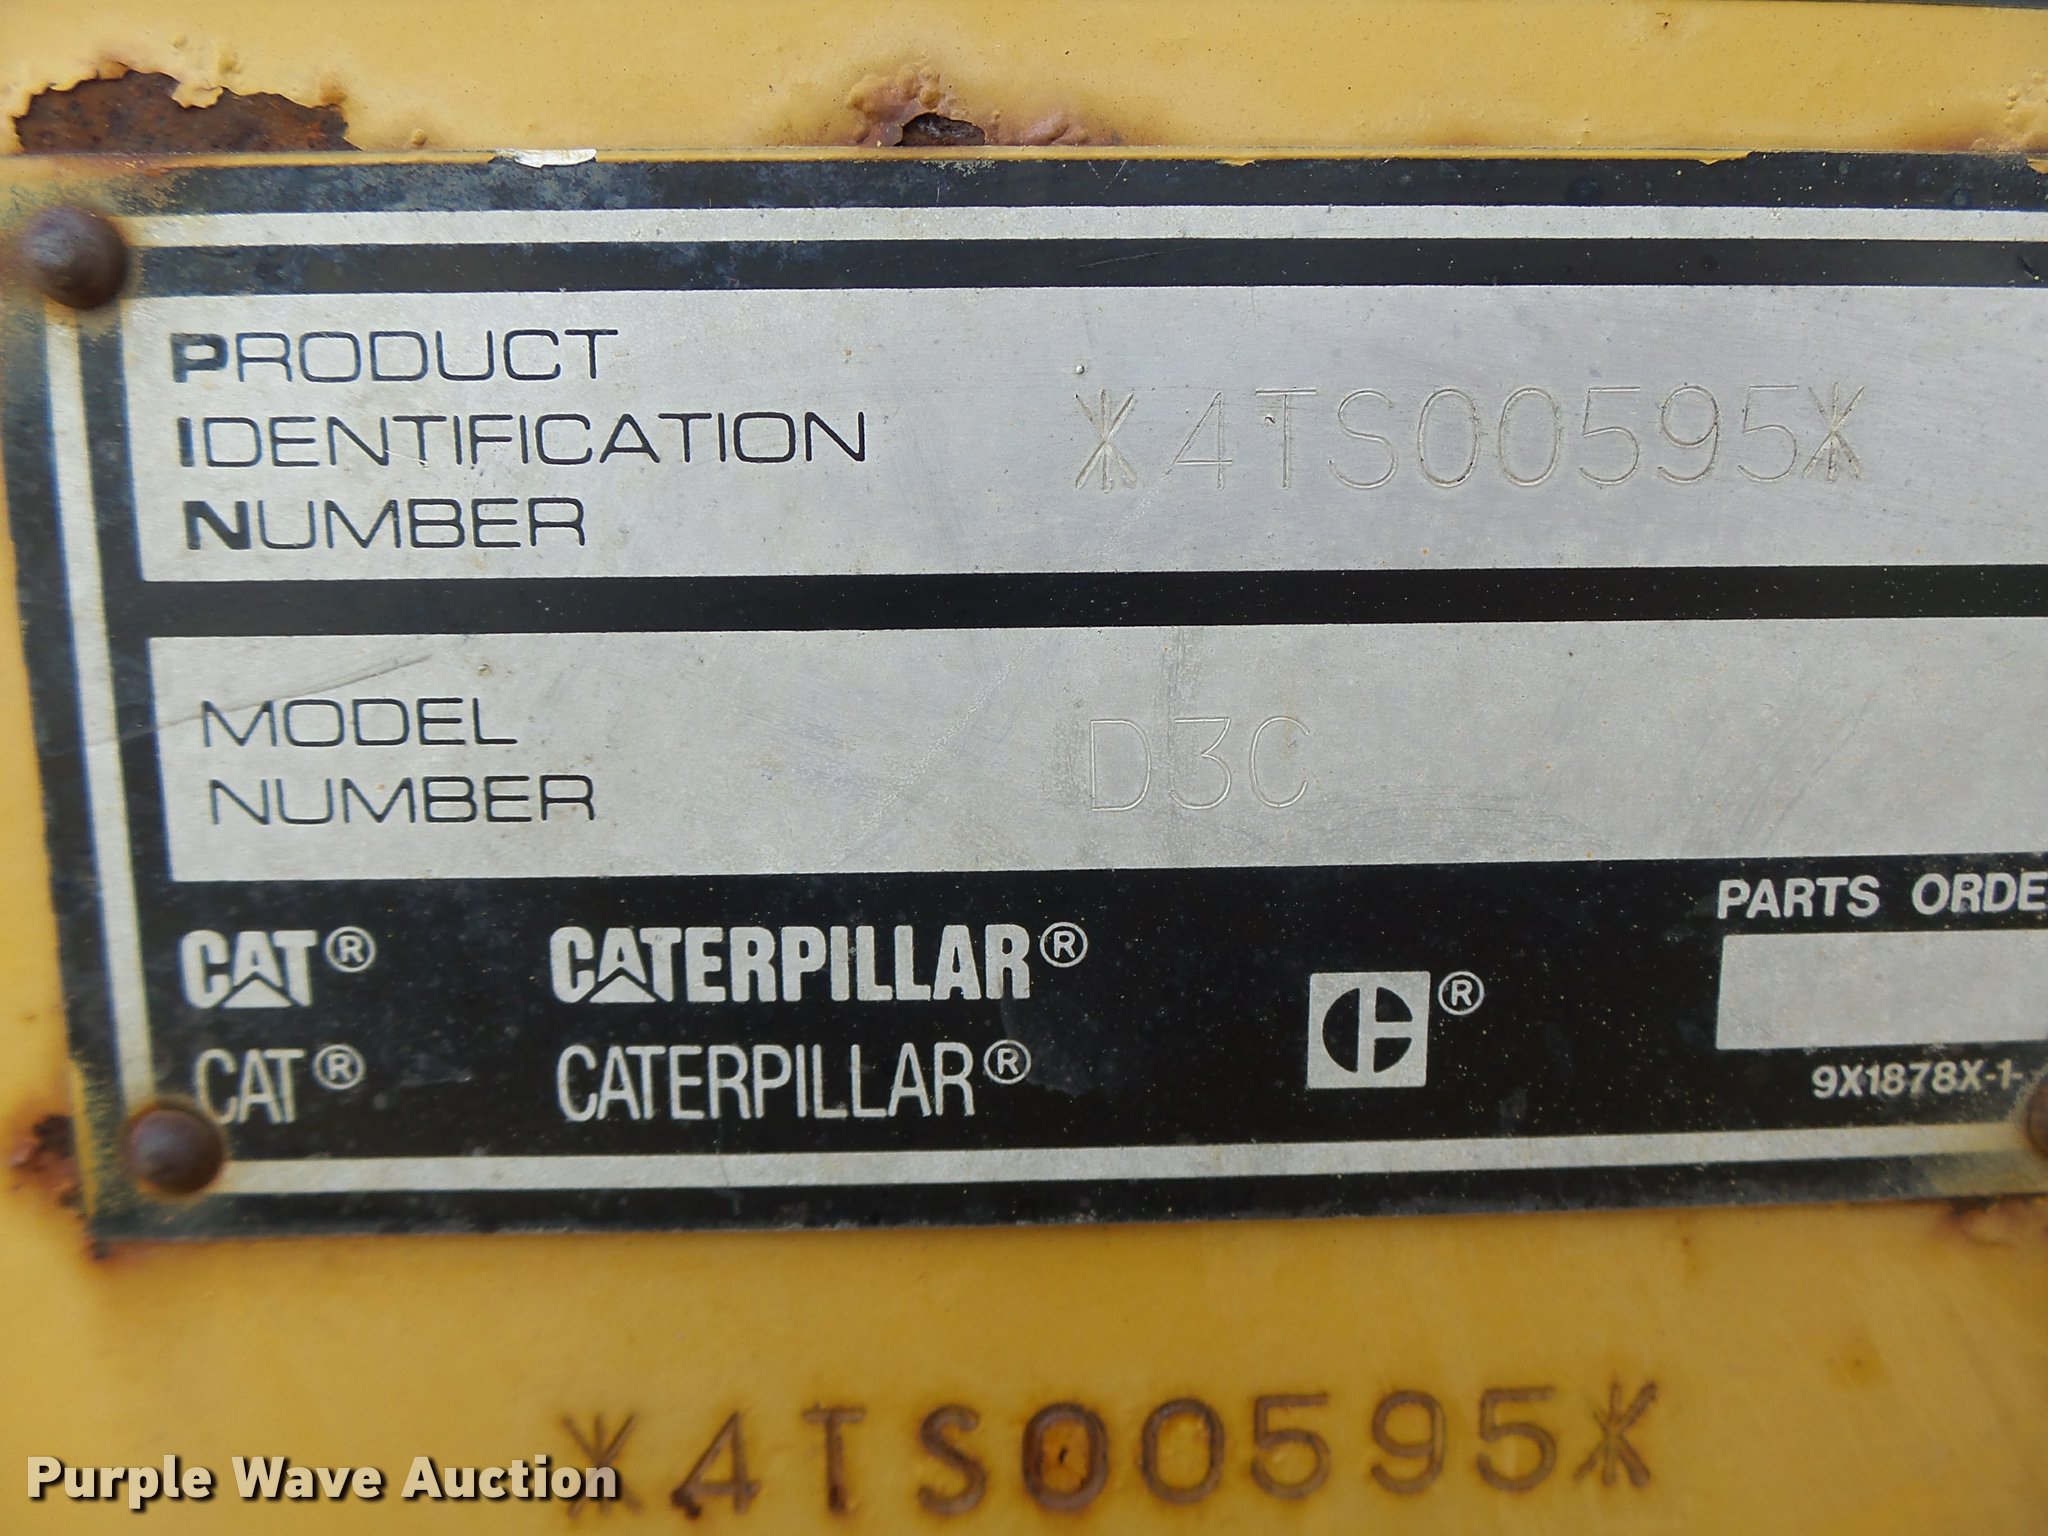 PRODUCT
IDENTIFICATION
NUMBER
*4TS00595*
MODEL
NUMBER
D3C
CAT® CATERPILLAR®
CAT® CATERPILLAR®
®
PARTS ORDE
9X1878X-1-
*4TS00595*
Purple Wave Auction